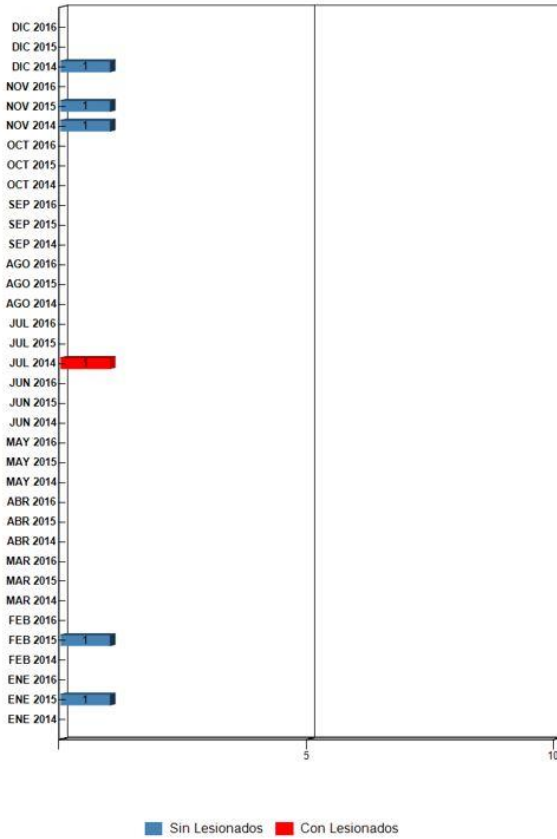 DIC 2016
DIC 2015
DIC 2014 1
NOV 2016
NOV 2015 1
NOV 2014 1
OCT 2016
OCT 2015
OCT 2014
SEP 2016
SEP 2015
SEP 2014
AGO 2016
AGO 2015
AGO 2014
JUL 2016
JUL 2015
JUL 2014 1
JUN 2016
JUN 2015
JUN 2014
MAY 2016
MAY 2015
MAY 2014
ABR 2016
ABR 2015
ABR 2014
MAR 2016
MAR 2015
MAR 2014
FEB 2016
FEB 2015 1
FEB 2014
ENE 2016
ENE 2015 1
ENE 2014
5 10
Sin Lesionados Con Lesionados